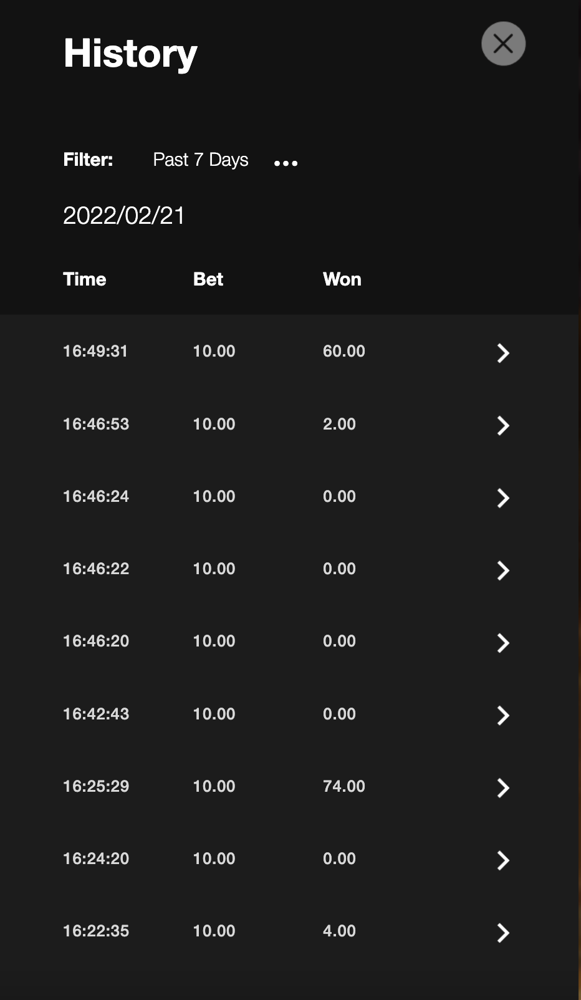 History
Filter: Past 7 Days ...
2022/02/21
Time Bet Won
16:49:31 10.00 60.00
16:46:53 10.00 2.00
16:46:24 10.00 0.00
16:46:22 10.00 0.00
16:46:20 10.00 0.00
16:42:43 10.00 0.00
16:25:29 10.00 74.00
16:24:20 10.00 0.00
16:22:35 10.00 4.00